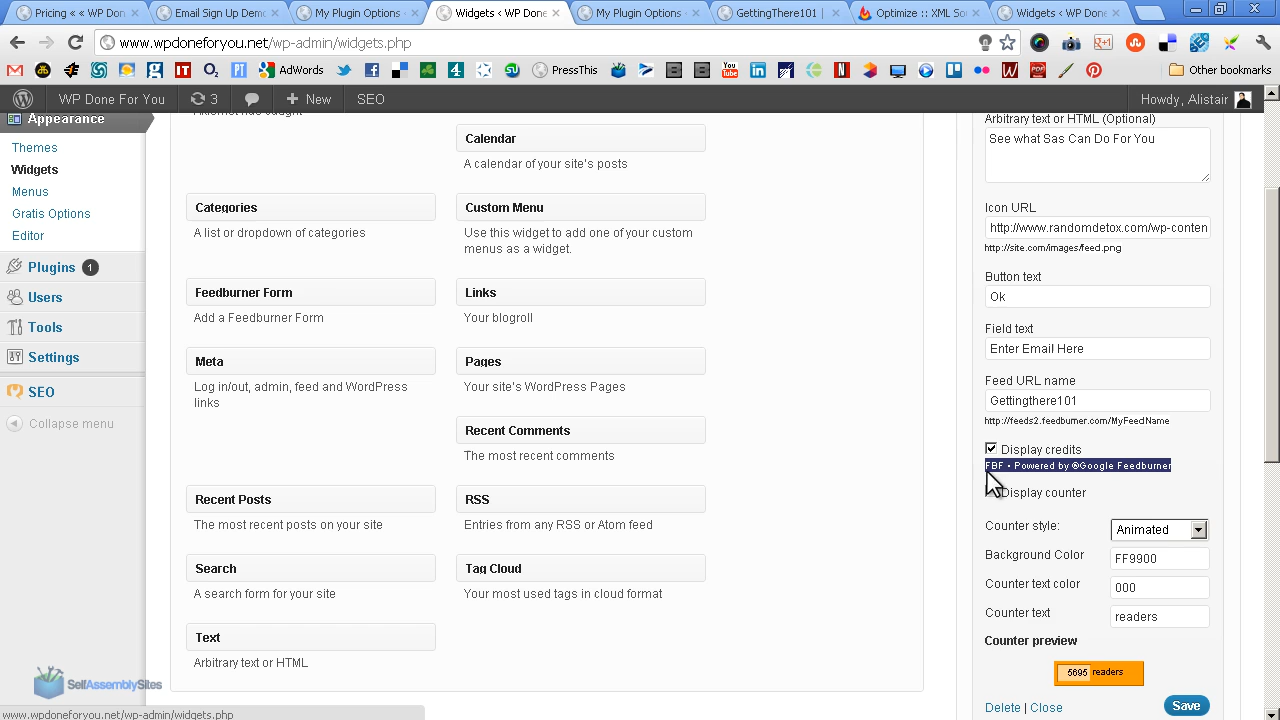 Pricing « « WP Don
Email Sign Up Dem
My Plugin Options
Widgets ‹ WP Done
My Plugin Options
GettingThere101 |
Optimize :: XML So
Widgets ‹ WP Done
www.wpdoneforyou.net/wp-admin/widgets.php
AdWords
PressThis
You Tube
Other bookmarks
WP Done For You
3
New
SEO
Howdy, Alistair
Appearance
Themes
Widgets
Menus
Gratis Options
Editor
Plugins 1
Users
Tools
Settings
SEO
Collapse menu
Calendar
A calendar of your site's posts
Categories
A list or dropdown of categories
Custom Menu
Use this widget to add one of your custom
menus as a widget.
Feedburner Form
Add a Feedburner Form
Links
Your blogroll
Meta
Log in/out, admin, feed and WordPress
links
Pages
Your site's WordPress Pages
Recent Comments
The most recent comments
Recent Posts
The most recent posts on your site
RSS
Entries from any RSS or Atom feed
Search
A search form for your site
Tag Cloud
Your most used tags in cloud format
Text
Arbitrary text or HTML
Arbitrary text or HTML (Optional)
See what Sas Can Do For You
Icon URL
http://www.randomdetox.com/wp-conten
http://site.com/images/feed.png
Button text
Ok
Field text
Enter Email Here
Feed URL name
Gettingthere101
http://feeds2.feedburner.com/MyFeedName
Display credits
FBF • Powered by ®Google Feedburner
Display counter
Counter style:
Animated
Background Color
FF9900
Counter text color
000
Counter text
readers
Counter preview
5695 readers
Delete | Close
Save
SelfAssemblySites
www.wpdoneforyou.net/wp-admin/widgets.php